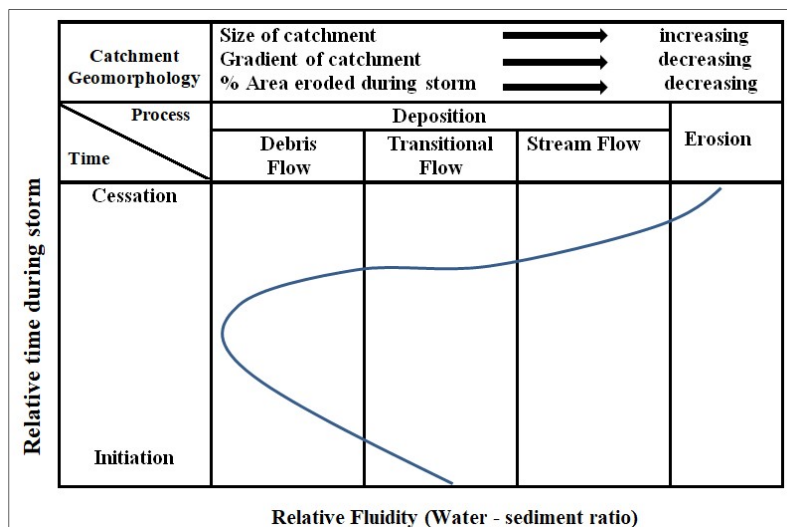 Catchment
Geomorphology
Size of catchment increasing
Gradient of catchment decreasing
% Area eroded during storm decreasing
Process
Time
Deposition
Debris
Flow
Transitional
Flow
Stream Flow
Erosion
Cessation
Initiation
Relative time during storm
Relative Fluidity (Water - sediment ratio)